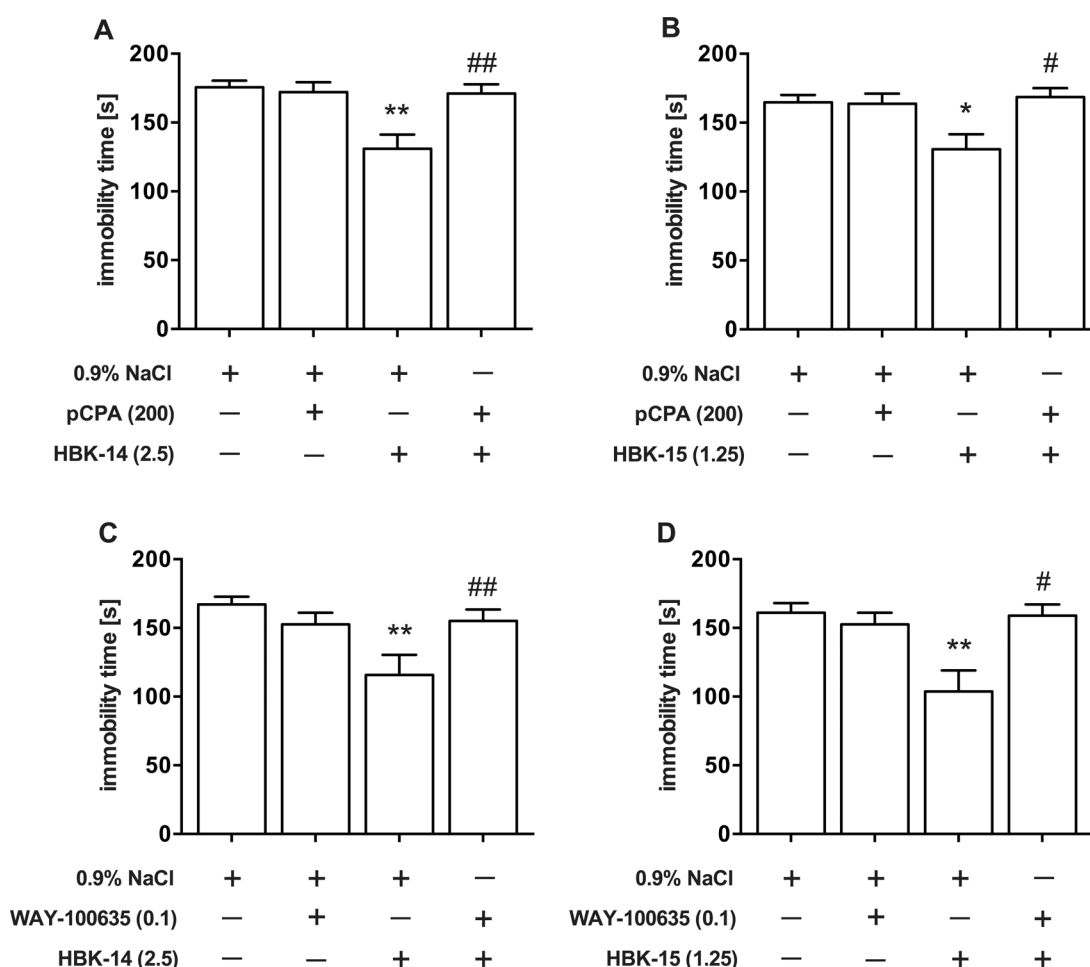 A
immobility time [s]
200
150
100
50
0
**
##
0.9% NaCl + + + —
pCPA (200) — + — +
HBK-14 (2.5) — — + +
B
immobility time [s]
200
150
100
50
0
*
#
0.9% NaCl + + + —
pCPA (200) — + — +
HBK-15 (1.25) — — + +
C
immobility time [s]
200
150
100
50
0
**
##
0.9% NaCl + + + —
WAY-100635 (0.1) — + — +
HBK-14 (2.5) — — + +
D
immobility time [s]
200
150
100
50
0
**
#
0.9% NaCl + + + —
WAY-100635 (0.1) — + — +
HBK-15 (1.25) — — + +